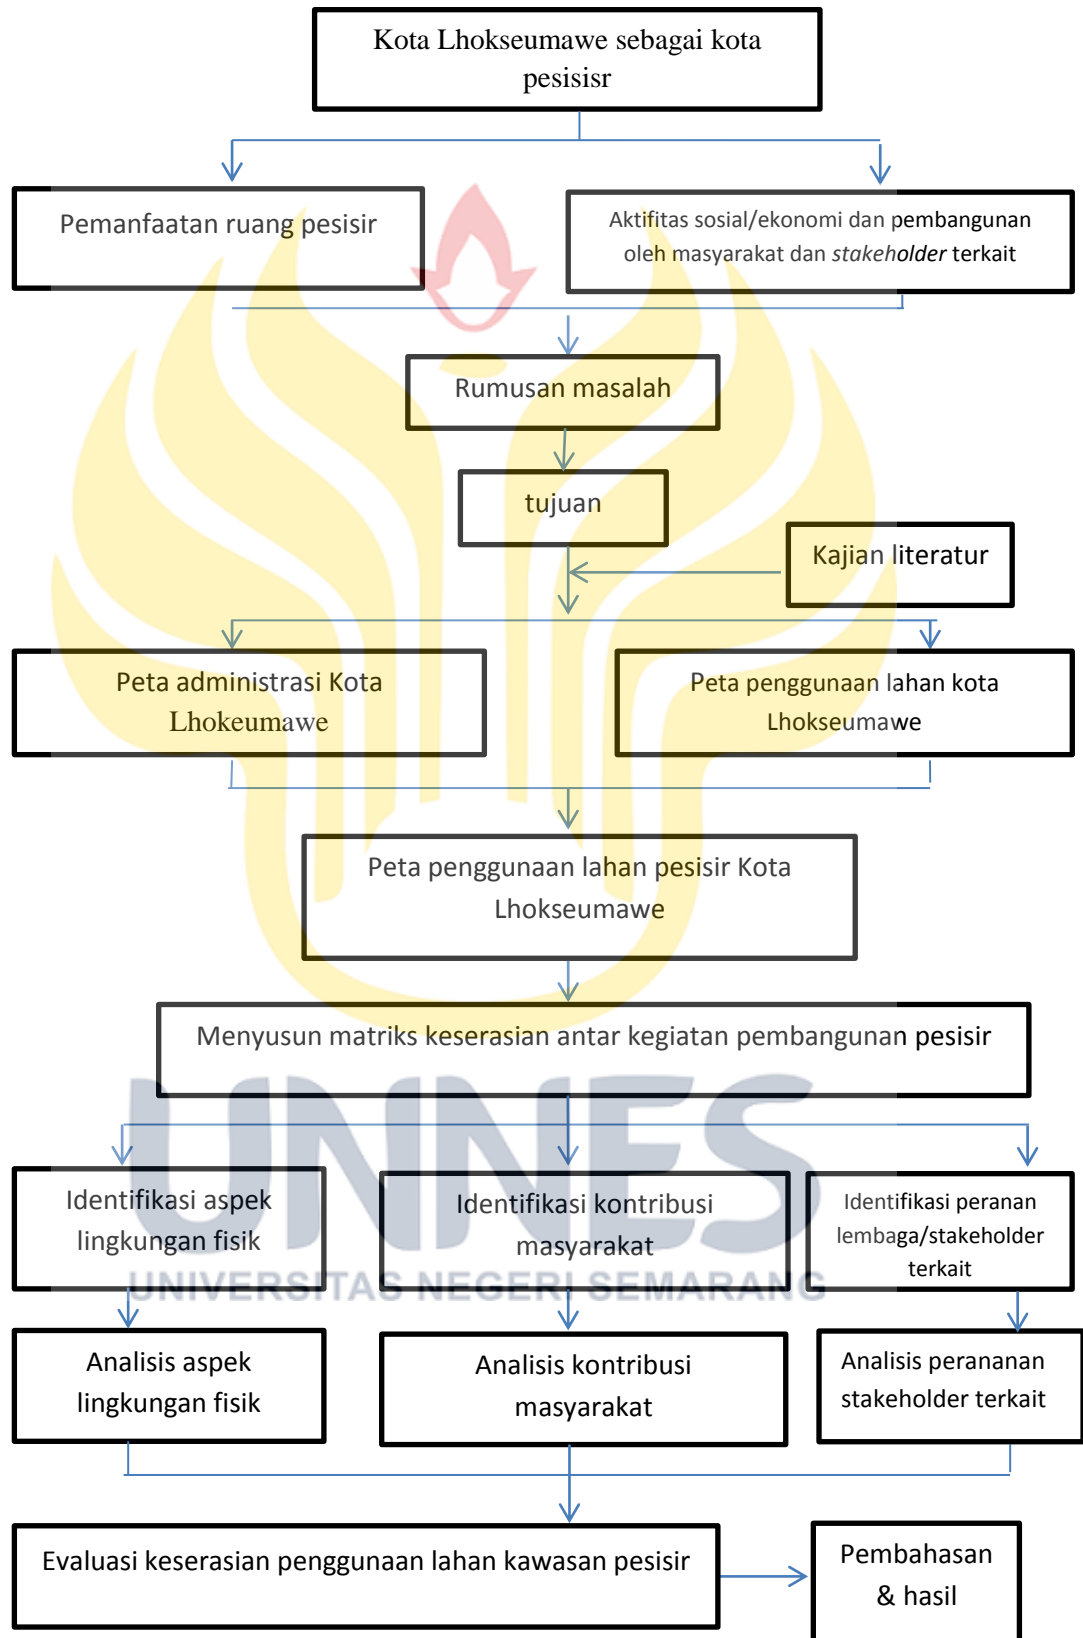 Kota Lhokseumawe sebagai kota
pesisisr
Pemanfaatan ruang pesisir
Aktifitas sosial/ekonomi dan pembangunan
oleh masyarakat dan stakeholder terkait
Rumusan masalah
tujuan
Kajian literatur
Peta administrasi Kota
Lhokeumawe
Peta penggunaan lahan kota
Lhokseumawe
Peta penggunaan lahan pesisir Kota
Lhokseumawe
Menyusun matriks keserasian antar kegiatan pembangunan pesisir
UNNES
Identifikasi aspek
lingkungan fisik
Identifikasi kontribusi
masyarakat
Identifikasi peranan
lembaga/stakeholder
terkait
UNIVERSITAS NEGERI SEMARANG
Analisis aspek
lingkungan fisik
Analisis kontribusi
masyarakat
Analisis perananan
stakeholder terkait
Evaluasi keserasian penggunaan lahan kawasan pesisir
Pembahasan
& hasil